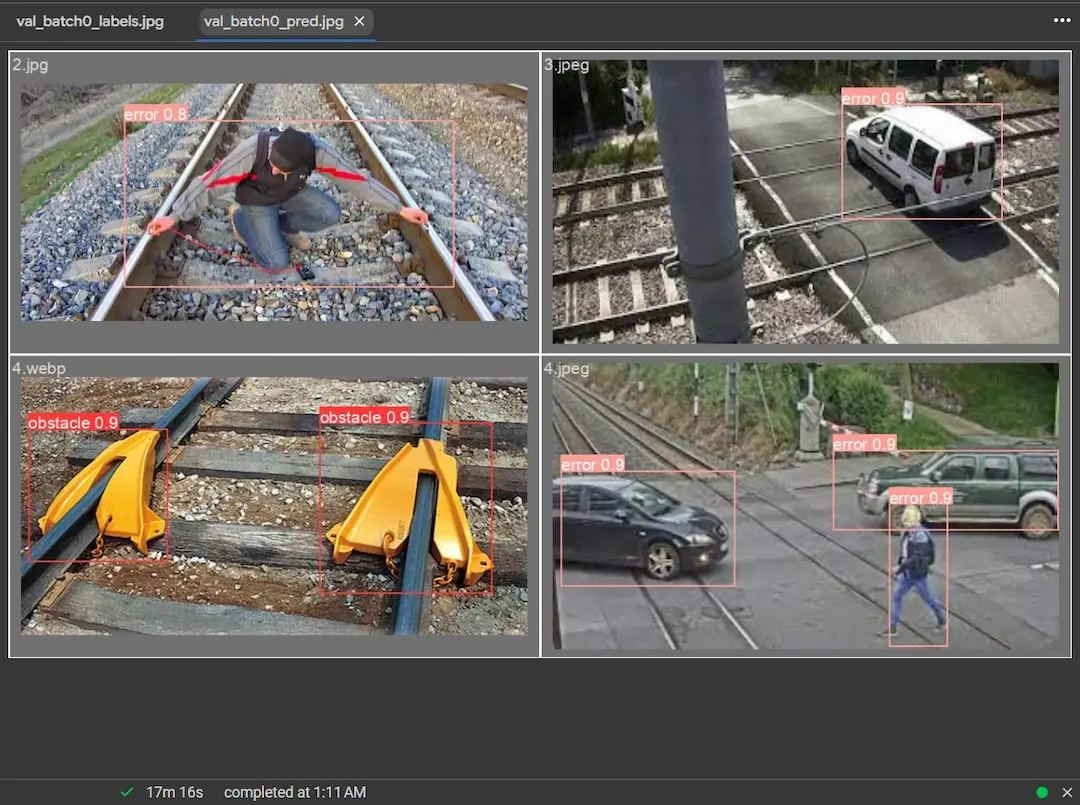 val_batch0_labels.jpg
val_batch0_pred.jpg
2.jpg
error 0.8
3.jpeg
error 0.9
4.webp
obstacle 0.9
obstacle 0.9
4.jpeg
error 0.9
error 0.9
error 0.9
17m 16s completed at 1:11 AM